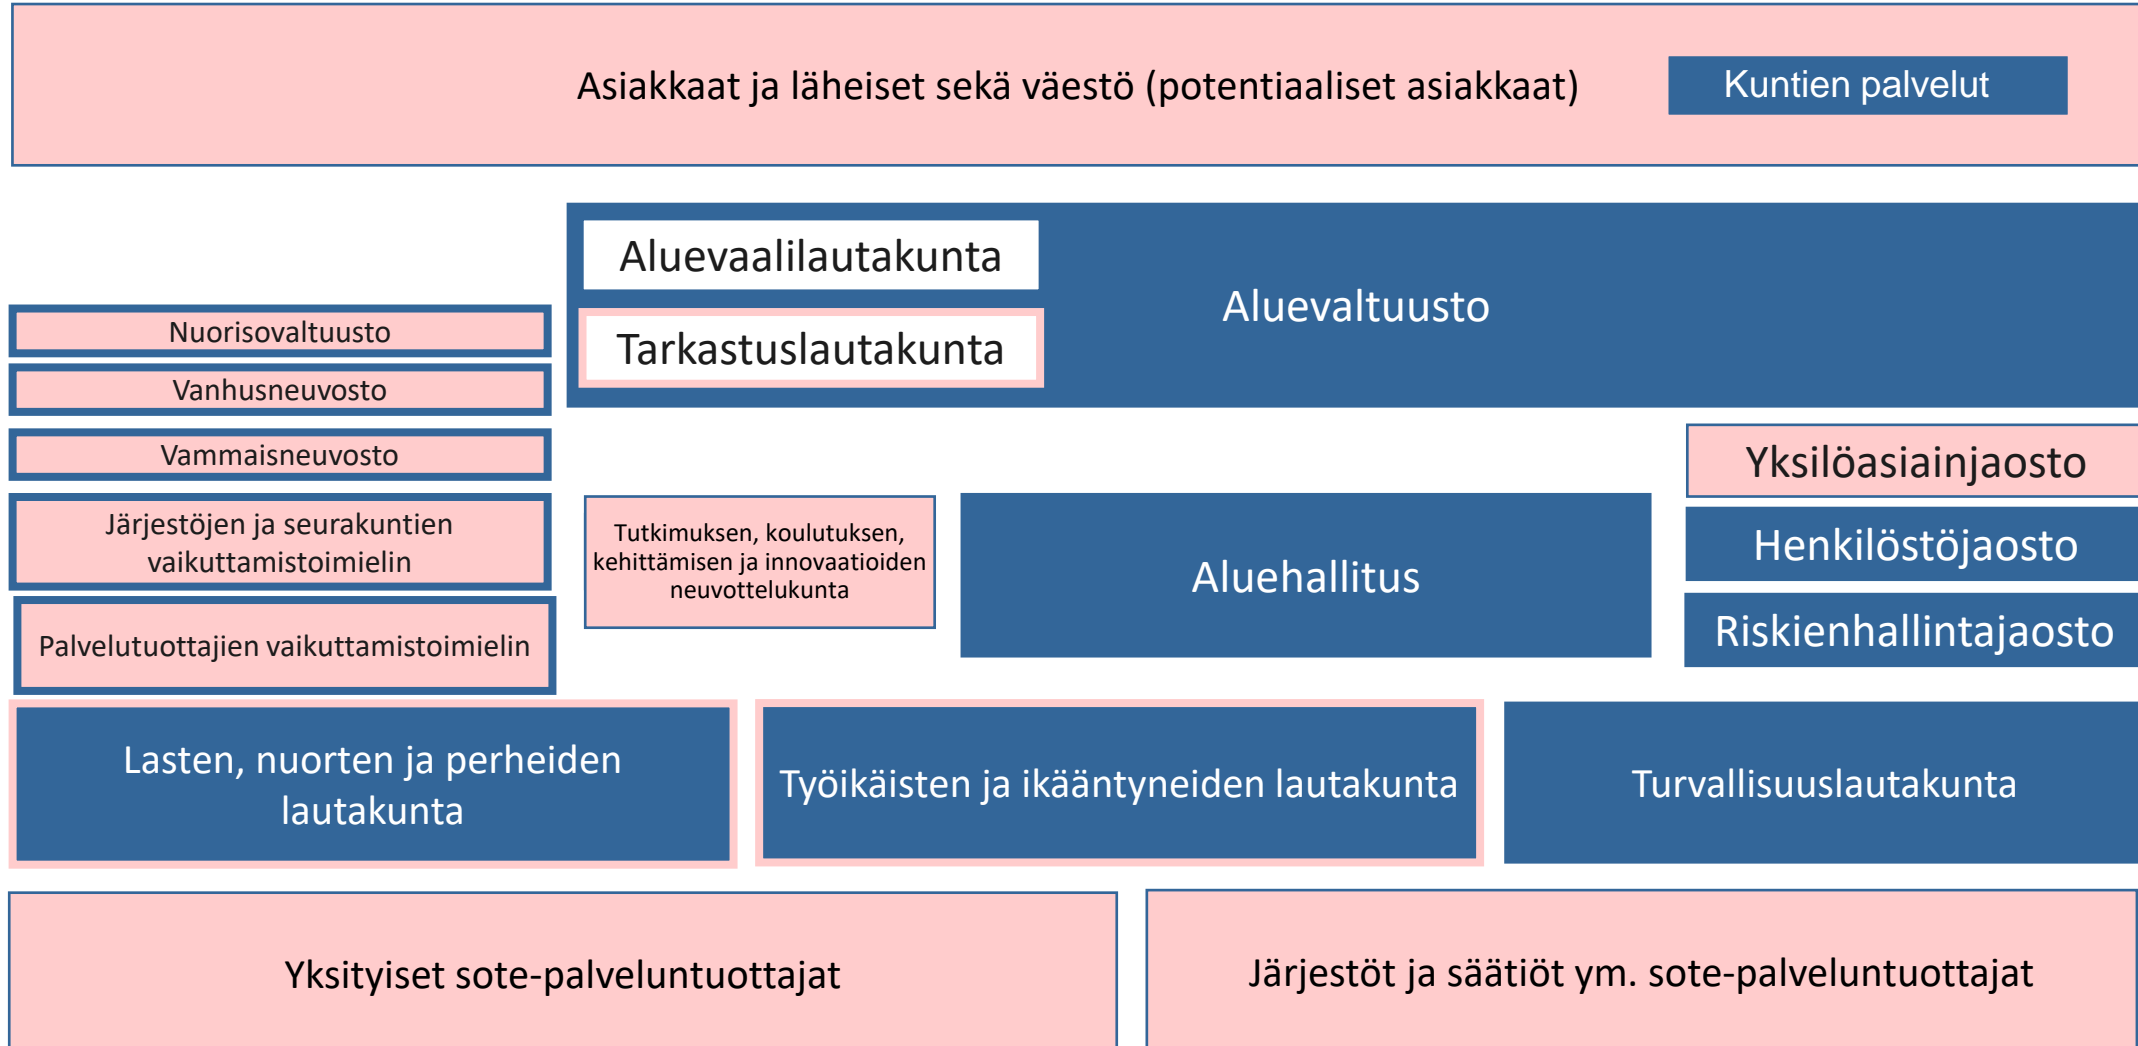 Asiakkaat ja läheiset sekä väestö (potentiaaliset asiakkaat)
Kuntien palvelut
Aluevaalilautakunta
Tarkastuslautakunta
Aluevaltuusto
Nuorisovaltuusto
Vanhusneuvosto
Vammaisneuvosto
Järjestöjen ja seurakuntien
vaikuttamistoimielin
Palvelutuottajien vaikuttamistoimielin
Tutkimuksen, koulutuksen,
kehittämisen ja innovaatioiden
neuvottelukunta
Aluehallitus
Yksilöasiainjaosto
Henkilöstöjaosto
Riskienhallintajaosto
Lasten, nuorten ja perheiden
lautakunta
Työikäisten ja ikääntyneiden lautakunta
Turvallisuuslautakunta
Yksityiset sote-palveluntuottajat
Järjestöt ja säätiöt ym. sote-palveluntuottajat